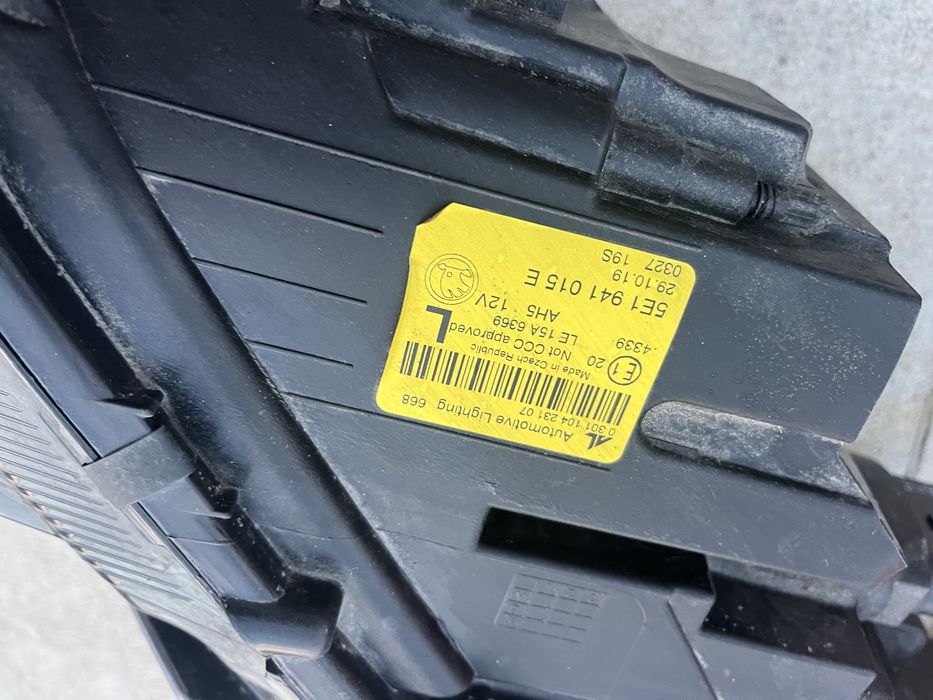 AL Automotive Lighting 668
0 301 104 231 07
Made in Czech Republic
E1 20 Not CCC approved
.4339. LE 15A 6369
L
AH5 12V
5E1 941 015 E
29.10.19
0327 19S